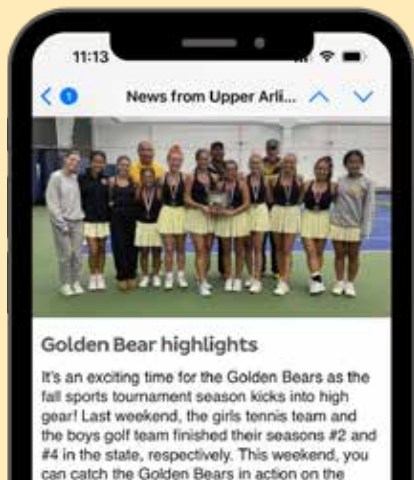 11:13
1
News from Upper Arli...
Golden Bear highlights
It's an exciting time for the Golden Bears as the
fall sports tournament season kicks into high
gear! Last weekend, the girls tennis team and
the boys golf team finished their seasons #2 and
#4 in the state, respectively. This weekend, you
can catch the Golden Bears in action on the